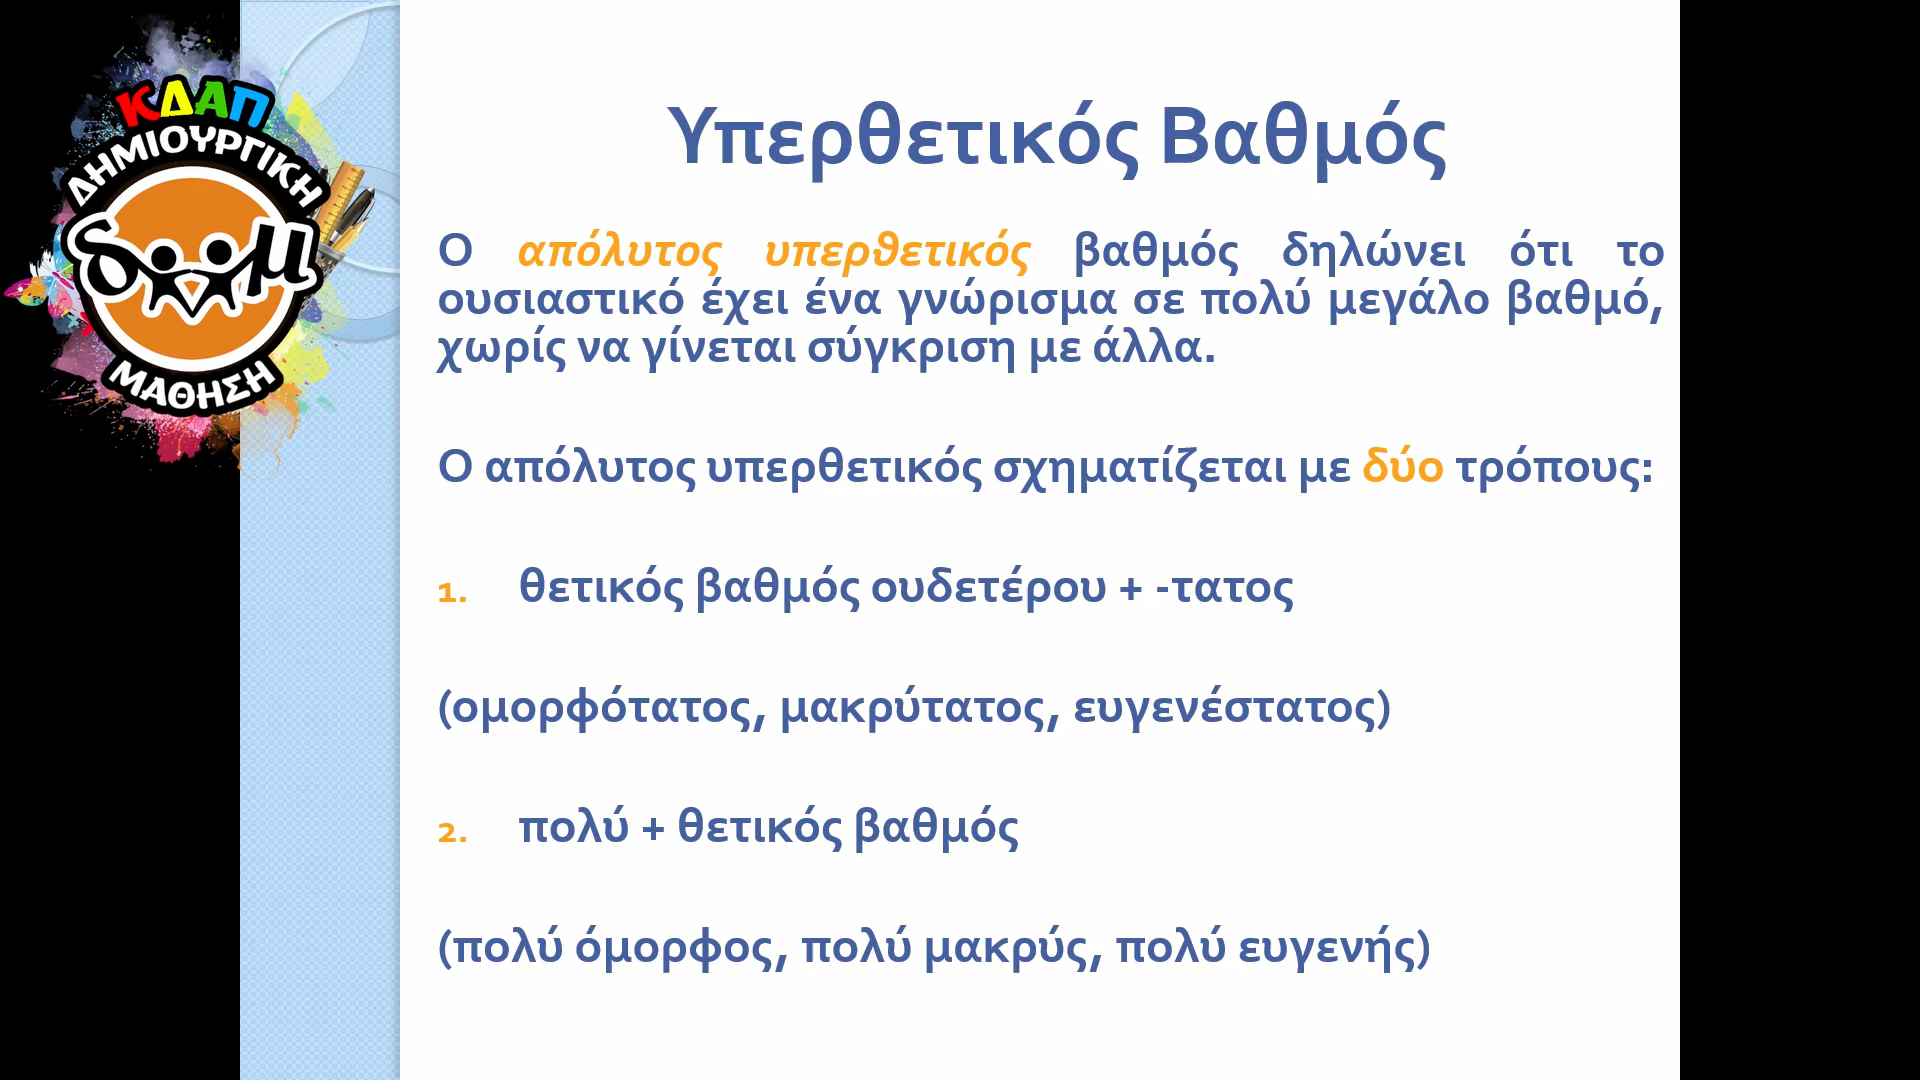 ΚΔΑΠ
ΔΗΜΙΟΥΡΓΙΚΗ
δημ
ΜΑΘΗΣΗ
Υπερθετικός Βαθμός
Ο απόλυτος υπερθετικός βαθμός δηλώνει ότι το
ουσιαστικό έχει ένα γνώρισμα σε πολύ μεγάλο βαθμό,
χωρίς να γίνεται σύγκριση με άλλα.
Ο απόλυτος υπερθετικός σχηματίζεται με δύο τρόπους:
1. θετικός βαθμός ουδετέρου + -τατος
(ομορφότατος, μακρύτατος, ευγενέστατος)
2. πολύ + θετικός βαθμός
(πολύ όμορφος, πολύ μακρύς, πολύ ευγενής)